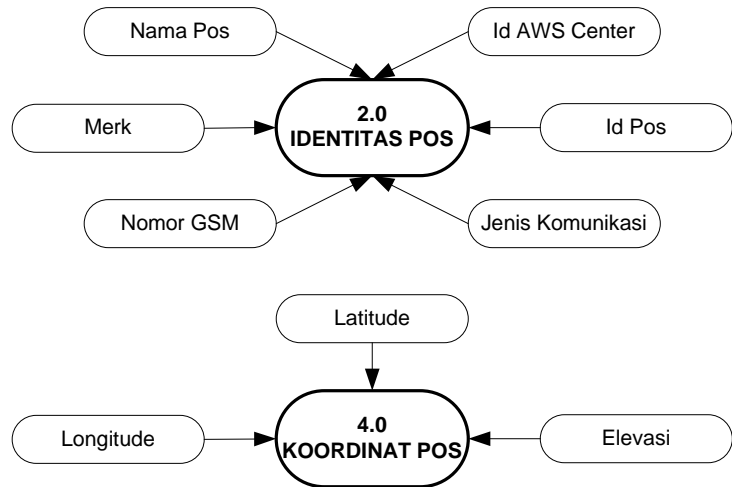 Nama Pos
Id AWS Center
Merk
2.0
IDENTITAS POS
Id Pos
Nomor GSM
Jenis Komunikasi
Latitude
Longitude
4.0
KOORDINAT POS
Elevasi